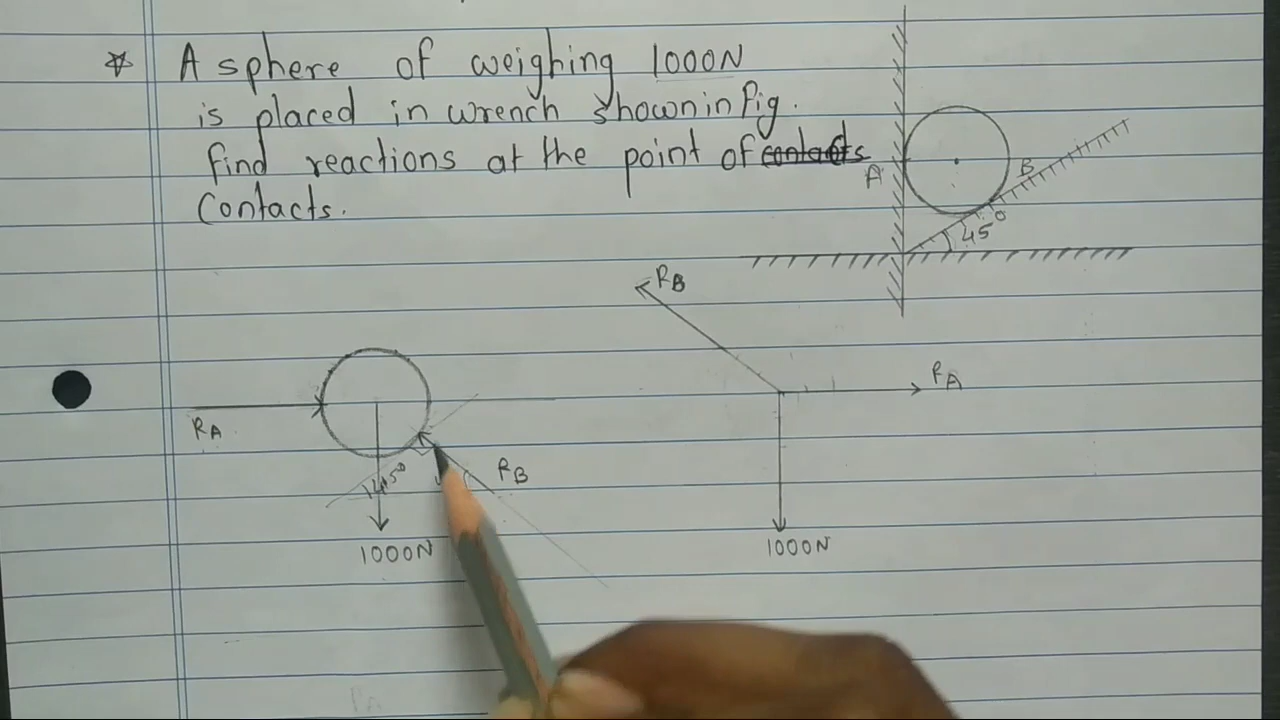 * A sphere of weighing 1000N
is placed in wrench shown in fig.
find reactions at the point of contacts
Contacts.
A
B
45°
RB
RA
1000N
RA
45°
RB
1000N